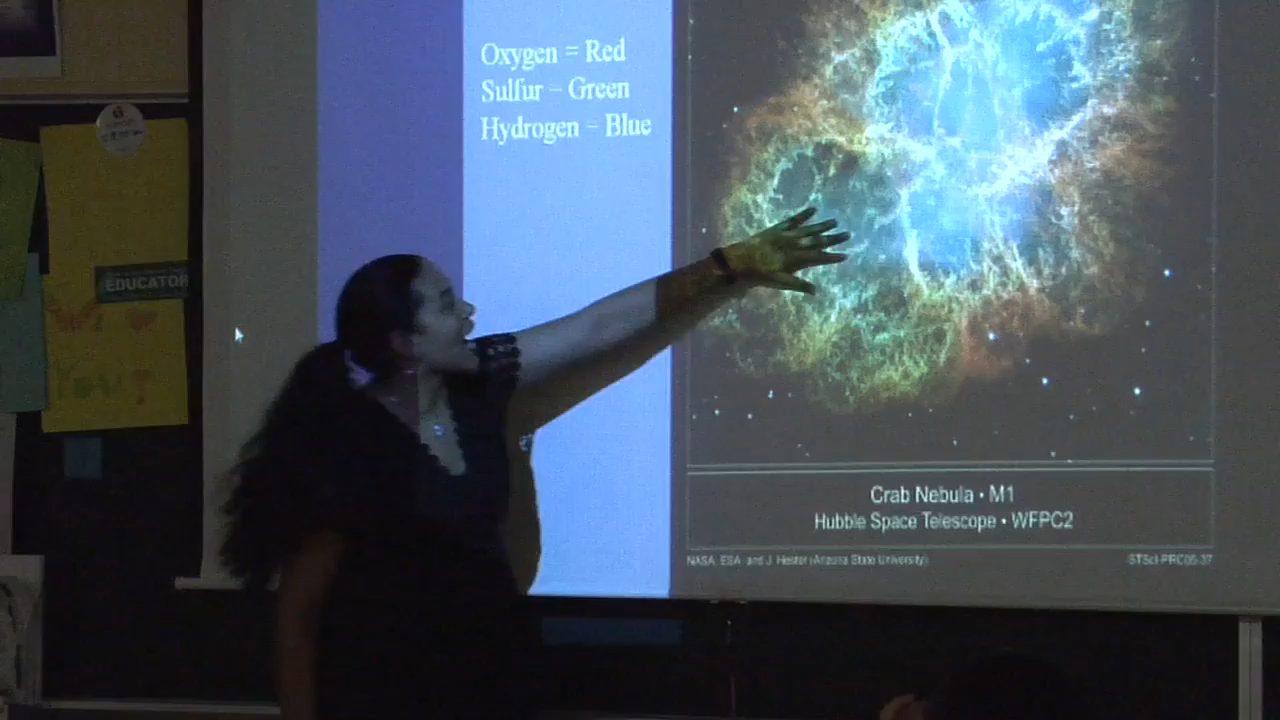 Oxygen = Red
Sulfur – Green
Hydrogen – Blue
EDUCATOR
YOU!
Crab Nebula • M1
Hubble Space Telescope • WFPC2
NASA, ESA, and J. Hester (Arizona State University)
STScI-PRC05-37